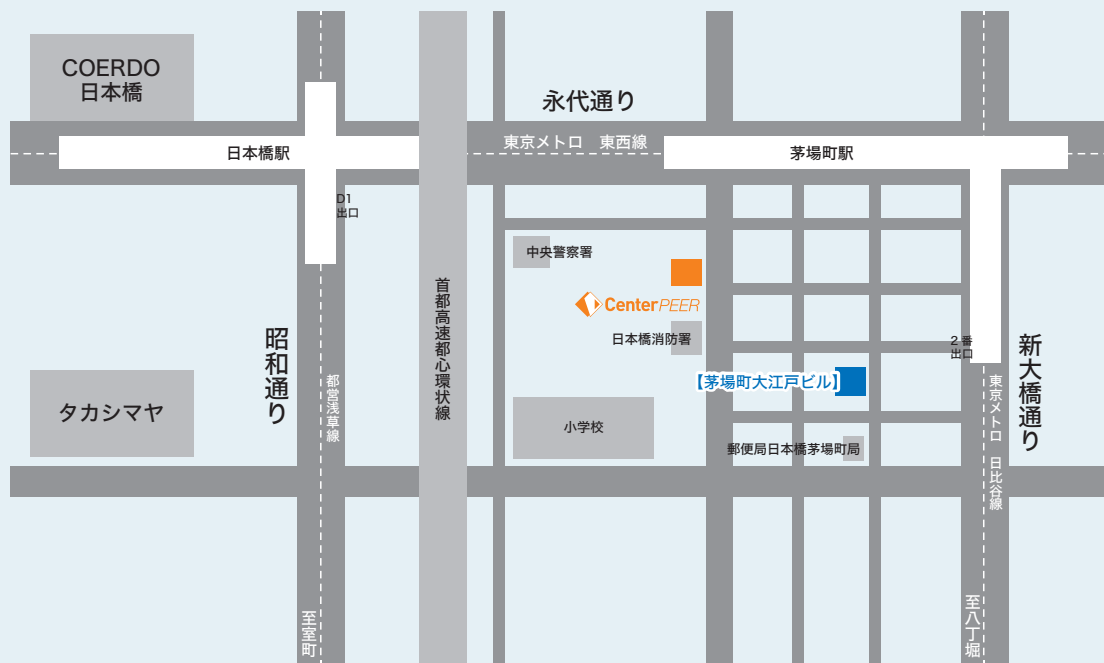 COERDO
日本橋
永代通り
東京メトロ　東西線
日本橋駅
茅場町駅
D1
出口
中央警察署
首都高速都心環状線
CenterPEER
日本橋消防署
昭和通り
2番
出口
新大橋通り
【茅場町大江戸ビル】
都営浅草線
東京メトロ　日比谷線
タカシマヤ
小学校
郵便局日本橋茅場町局
至室町
至八丁堀